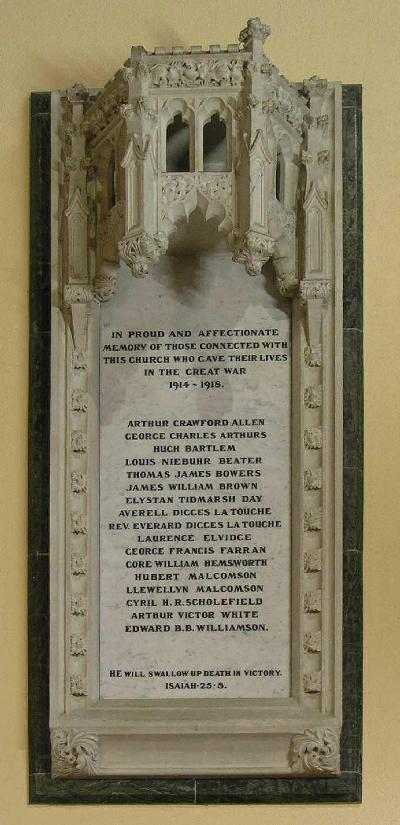 IN PROUD AND AFFECTIONATE
MEMORY OF THOSE CONNECTED WITH
THIS CHURCH WHO GAVE THEIR LIVES
IN THE GREAT WAR
1914-1918.
ARTHUR CRAWFORD ALLEN
GEORGE CHARLES ARTHURS
HUGH BARTLEM
LOUIS NIEBUHR BEATER
THOMAS JAMES BOWERS
JAMES WILLIAM BROWN
ELYSTAN TIDMARSH DAY
AVERELL DIGGES LA TOUCHE
REV. EVERARD DIGGES LA TOUCHE
LAURENCE ELVIDGE
GEORGE FRANCIS FARRAN
GORE WILLIAM HEMSWORTH
HUBERT MALCOMSON
LLEWELLYN MALCOMSON
CYRIL H. R. SCHOLEFIELD
ARTHUR VICTOR WHITE
EDWARD B.B. WILLIAMSON.
HE WILL SWALLOW UP DEATH IN VICTORY.
ISAIAH·25·8.